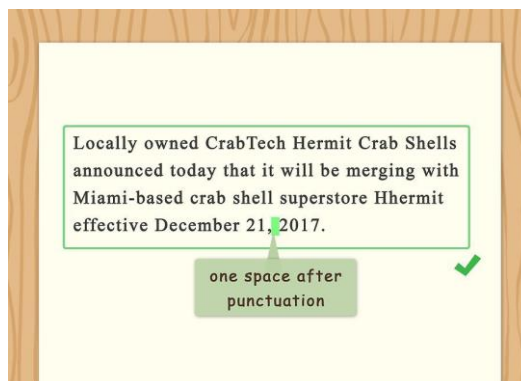 Locally owned CrabTech Hermit Crab Shells
announced today that it will be merging with
Miami-based crab shell superstore Hhermit
effective December 21, 2017.
one space after
punctuation